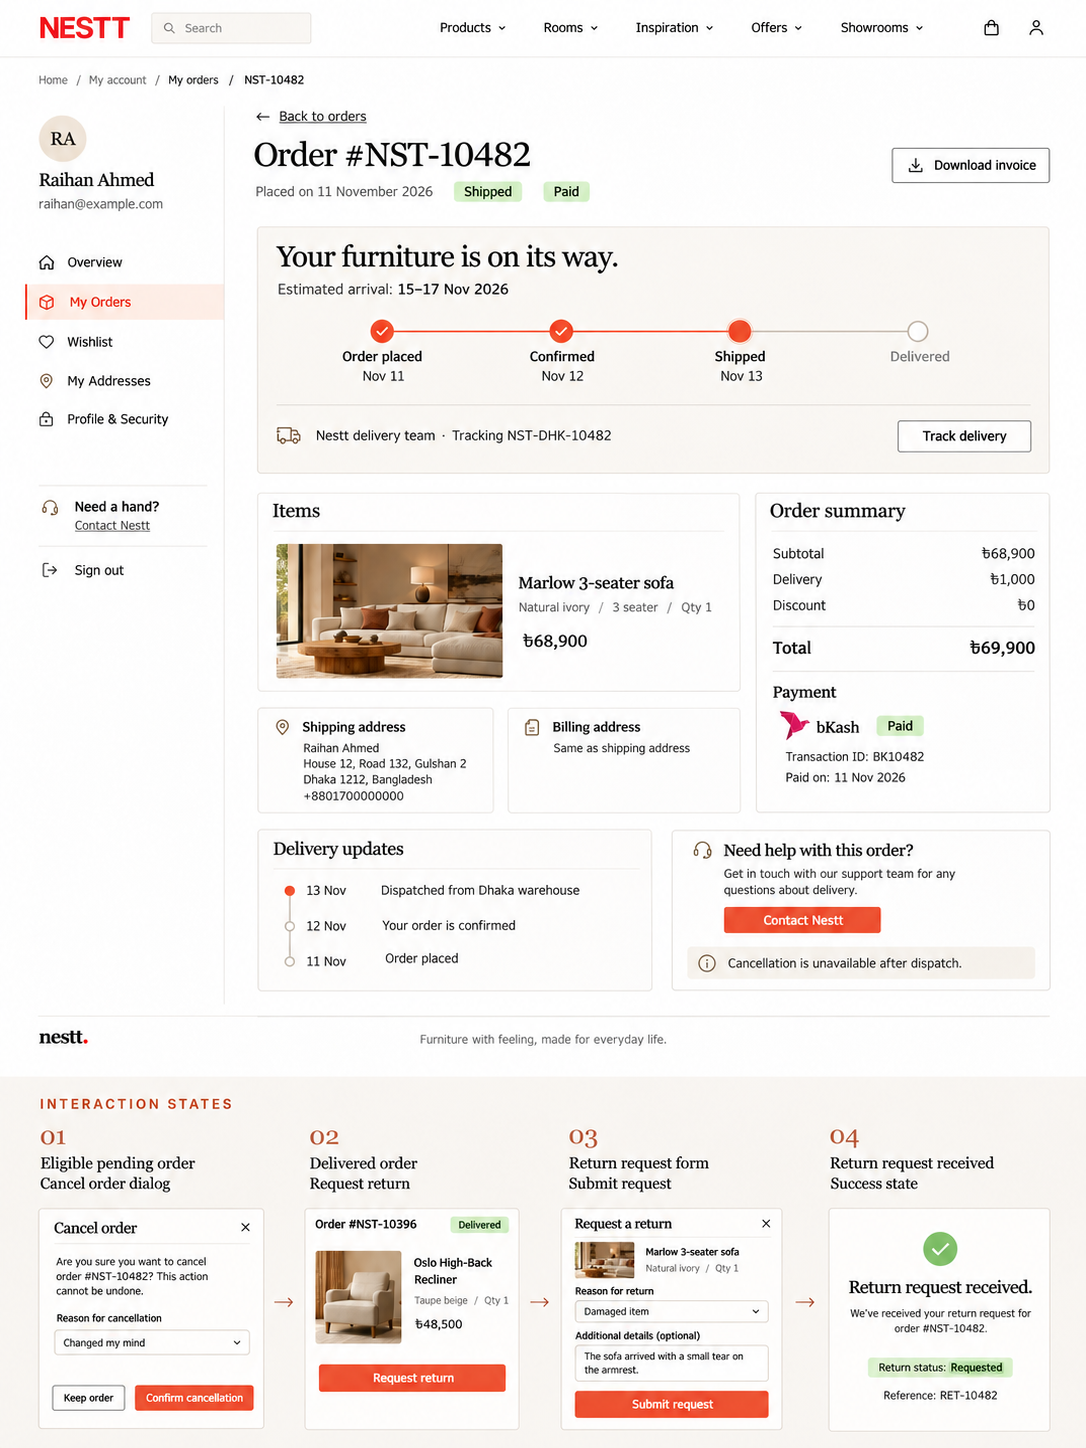 NESTT
Search
Products
Rooms
Inspiration
Offers
Showrooms
Home / My account / My orders / NST-10482
RA
Raihan Ahmed
raihan@example.com
Overview
My Orders
Wishlist
My Addresses
Profile & Security
Need a hand?
Contact Nestt
Sign out
← Back to orders
Order #NST-10482
Placed on 11 November 2026
Shipped
Paid
Download invoice
Your furniture is on its way.
Estimated arrival: 15–17 Nov 2026
Order placed
Nov 11
Confirmed
Nov 12
Shipped
Nov 13
Delivered
Nestt delivery team · Tracking NST-DHK-10482
Track delivery
Items
Marlow 3-seater sofa
Natural ivory / 3 seater / Qty 1
৳68,900
Order summary
Subtotal ৳68,900
Delivery ৳1,000
Discount ৳0
Total ৳69,900
Payment
bKash
Paid
Transaction ID: BK10482
Paid on: 11 Nov 2026
Shipping address
Raihan Ahmed
House 12, Road 132, Gulshan 2
Dhaka 1212, Bangladesh
+8801700000000
Billing address
Same as shipping address
Delivery updates
13 Nov Dispatched from Dhaka warehouse
12 Nov Your order is confirmed
11 Nov Order placed
Need help with this order?
Get in touch with our support team for any
questions about delivery.
Contact Nestt
Cancellation is unavailable after dispatch.
nestt.
Furniture with feeling, made for everyday life.
INTERACTION STATES
01
Eligible pending order
Cancel order dialog
Cancel order
Are you sure you want to cancel
order #NST-10482? This action
cannot be undone.
Reason for cancellation
Changed my mind
Keep order
Confirm cancellation
02
Delivered order
Request return
Order #NST-10396
Delivered
Oslo High-Back
Recliner
Taupe beige / Qty 1
৳48,500
Request return
03
Return request form
Submit request
Request a return
Marlow 3-seater sofa
Natural ivory / Qty 1
Reason for return
Damaged item
Additional details (optional)
The sofa arrived with a small tear on
the armrest.
Submit request
04
Return request received
Success state
Return request received.
We've received your return request for
order #NST-10482.
Return status: Requested
Reference: RET-10482